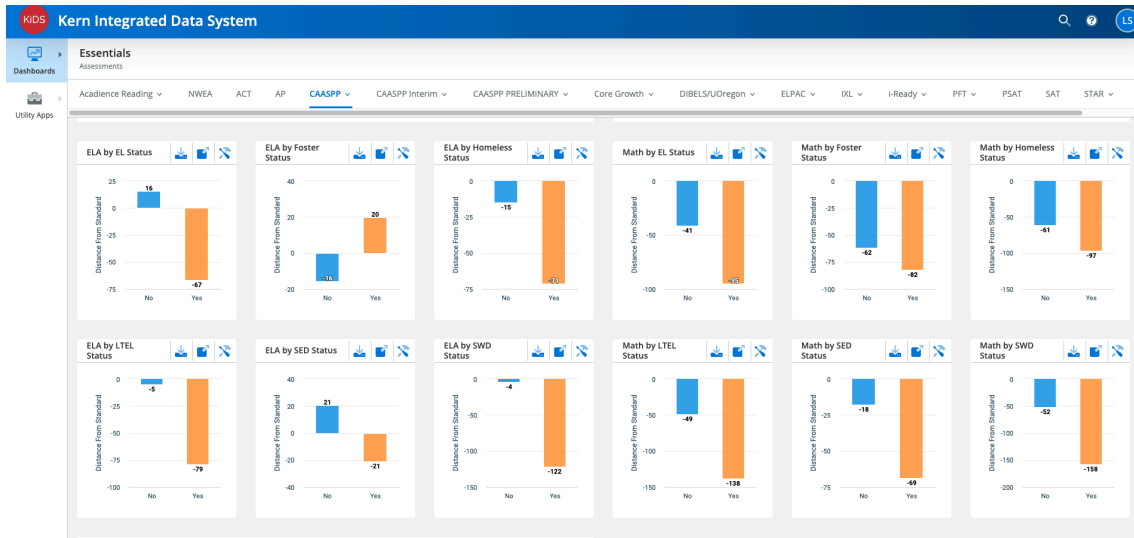 KiDS Kern Integrated Data System LS
Dashboards
Utility Apps
Essentials
Assessments
Acadience Reading NWEA ACT AP CAASPP CAASPP Interim CAASPP PRELIMINARY Core Growth DIBELS/UOregon ELPAC IXL i-Ready PFT PSAT SAT STAR
ELA by EL Status
25
0
-25
-50
-75
Distance From Standard
16
-67
No Yes
ELA by Foster
Status
40
20
0
-20
Distance From Standard
-16
20
No Yes
ELA by Homeless
Status
0
-25
-50
-75
Distance From Standard
-15
-71
No Yes
Math by EL Status
0
-50
-100
Distance From Standard
-41
-95
No Yes
Math by Foster
Status
0
-25
-50
-75
-100
Distance From Standard
-62
-82
No Yes
Math by Homeless
Status
0
-50
-100
-150
Distance From Standard
-61
-97
No Yes
ELA by LTEL
Status
0
-25
-50
-75
-100
Distance From Standard
-5
-79
No Yes
ELA by SED Status
40
20
0
-20
-40
Distance From Standard
21
-21
No Yes
ELA by SWD
Status
0
-50
-100
-150
Distance From Standard
-4
-122
No Yes
Math by LTEL
Status
0
-50
-100
-150
Distance From Standard
-49
-138
No Yes
Math by SED
Status
0
-25
-50
-75
Distance From Standard
-18
-69
No Yes
Math by SWD
Status
0
-50
-100
-150
-200
Distance From Standard
-52
-158
No Yes